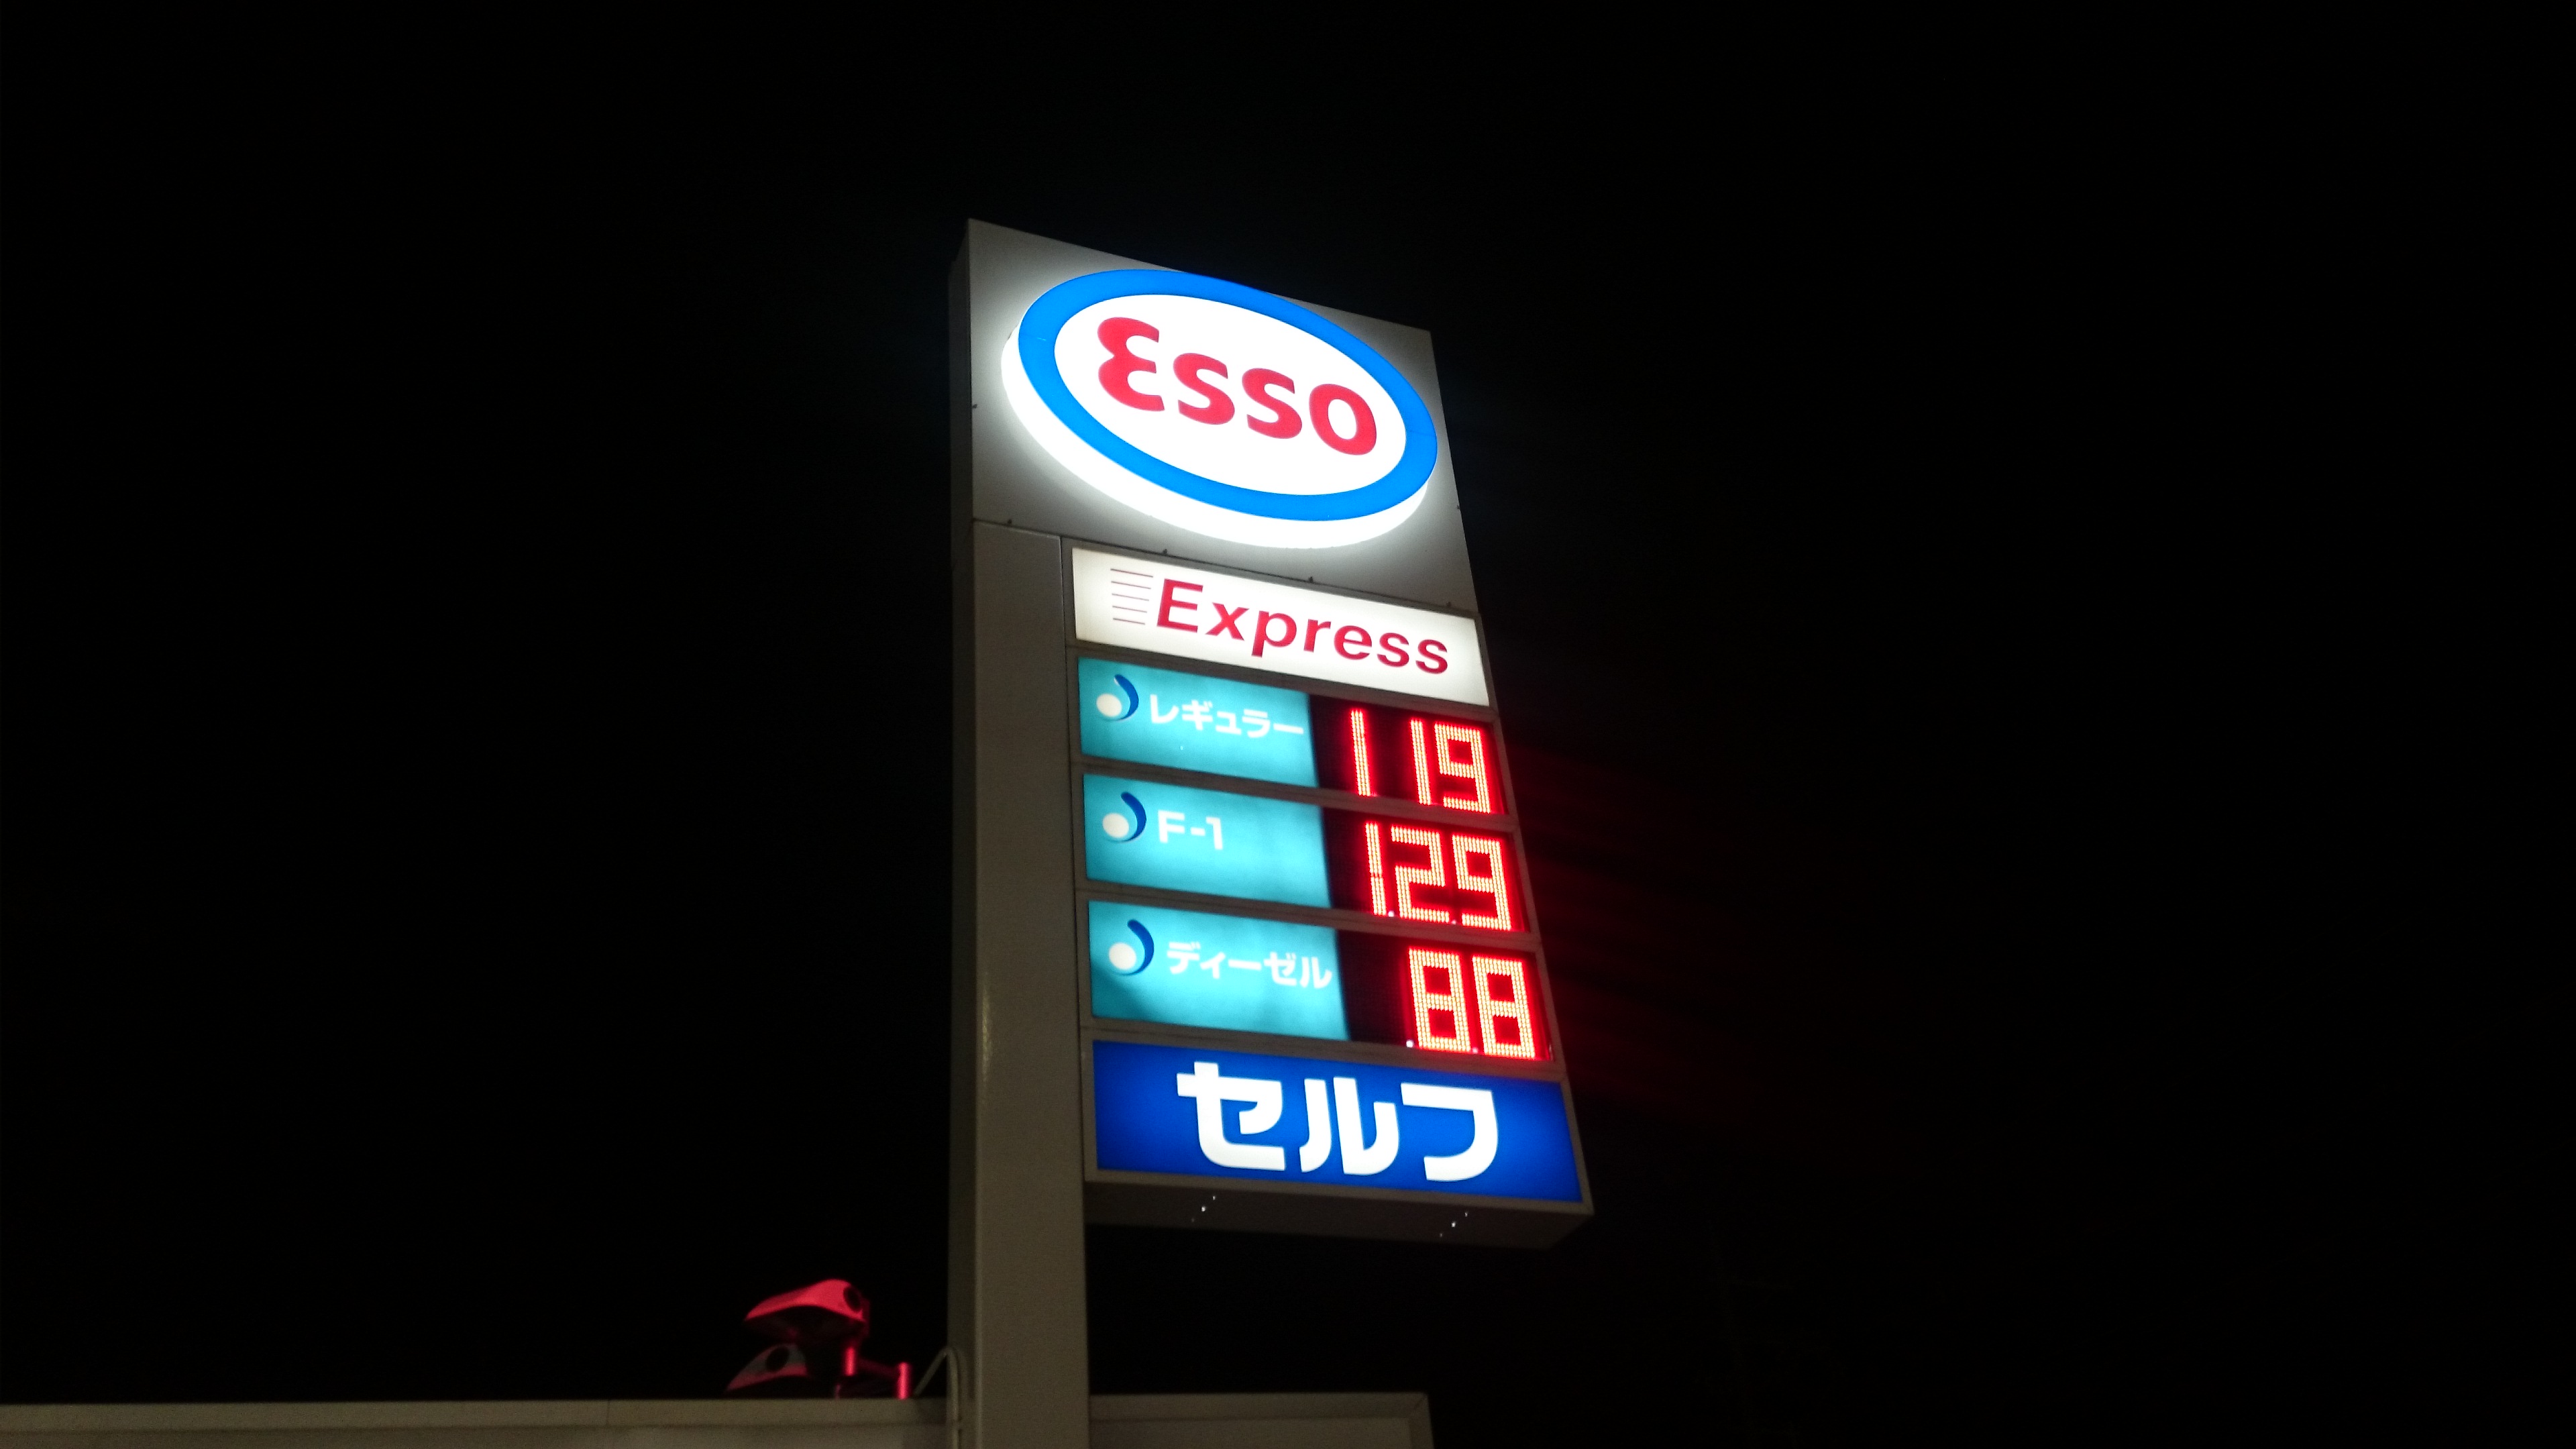 Esso
Express
レギュラー 119
F-1 129
ディーゼル 88
セルフ